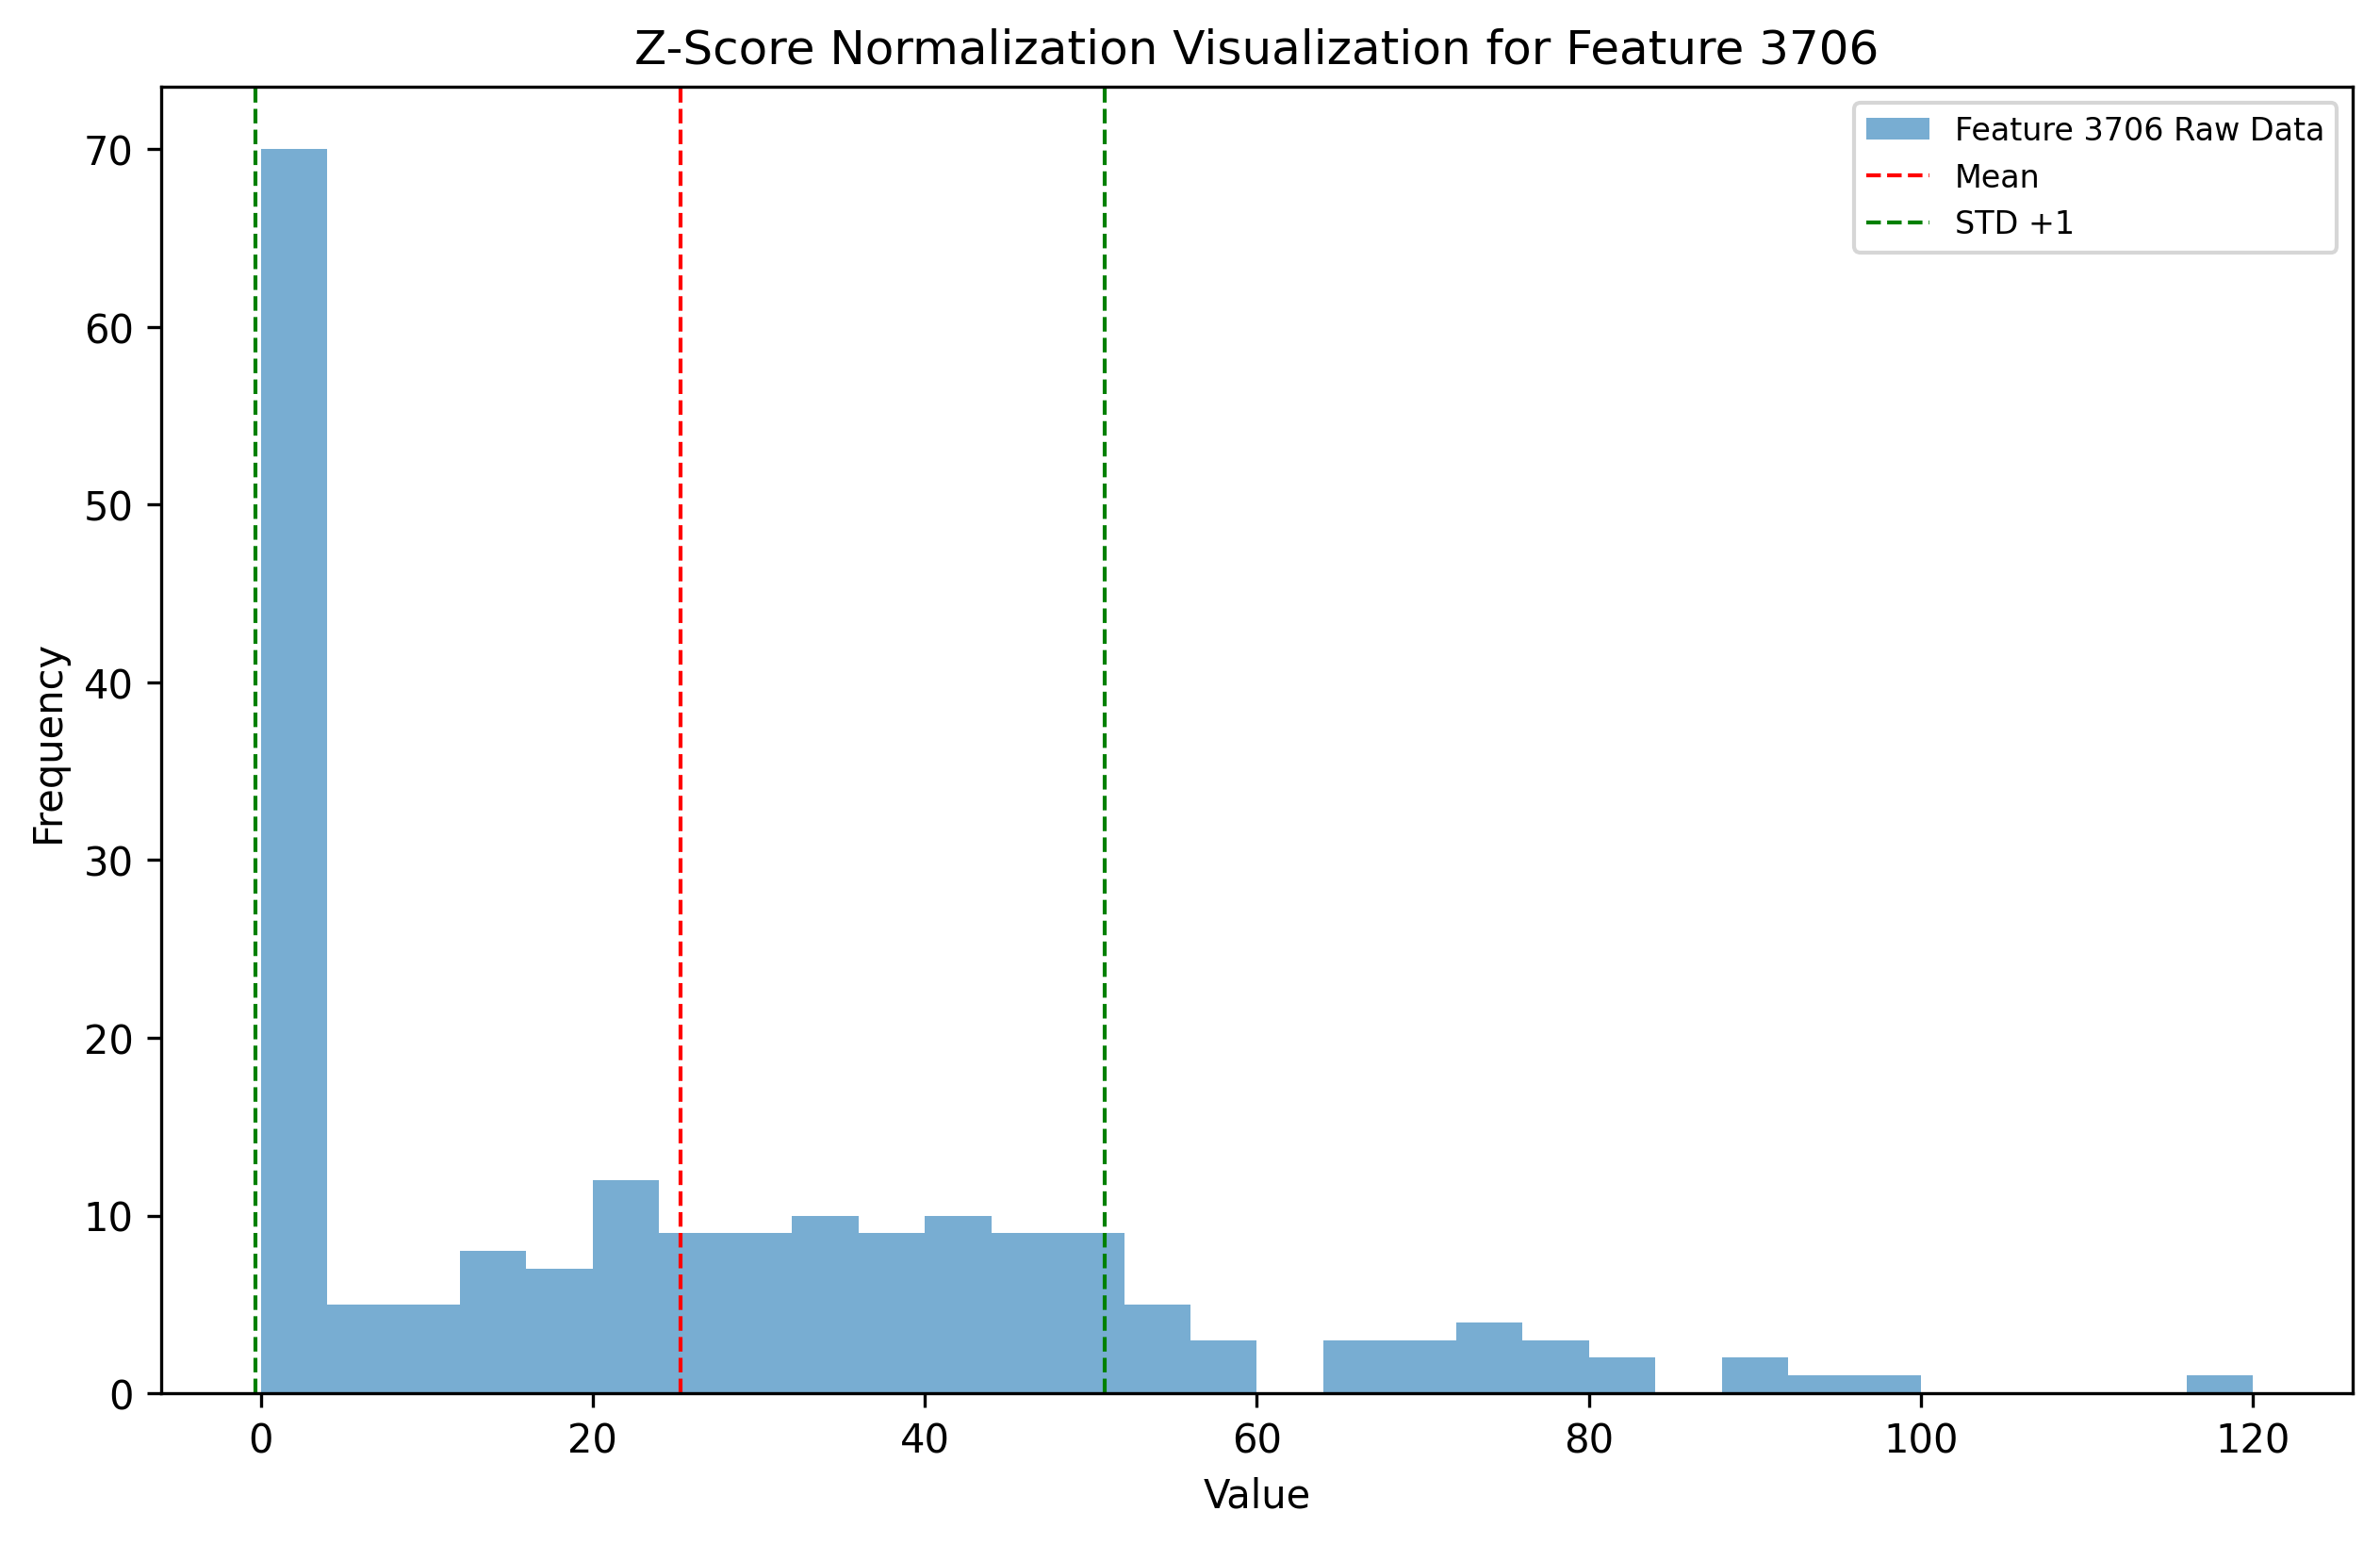 Z-Score Normalization Visualization for Feature 3706
Feature 3706 Raw Data
Mean
STD +1
70
60
50
40
30
20
10
0
Frequency
0 20 40 60 80 100 120
Value